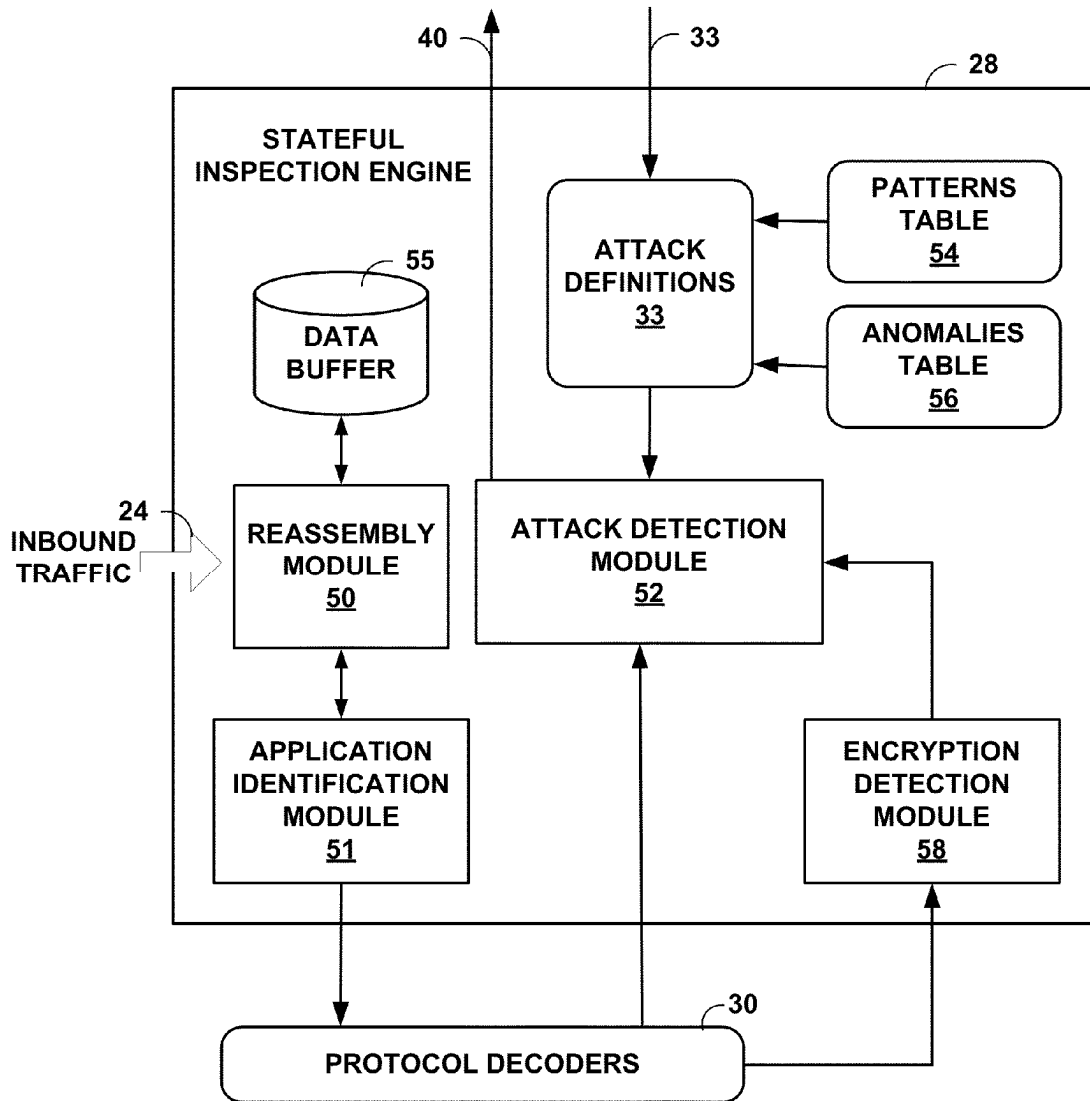 40
33
28
STATEFUL
INSPECTION ENGINE
PATTERNS
TABLE
54
ATTACK
DEFINITIONS
33
55
DATA
BUFFER
ANOMALIES
TABLE
56
24
INBOUND
TRAFFIC
REASSEMBLY
MODULE
50
ATTACK DETECTION
MODULE
52
APPLICATION
IDENTIFICATION
MODULE
51
ENCRYPTION
DETECTION
MODULE
58
30
PROTOCOL DECODERS